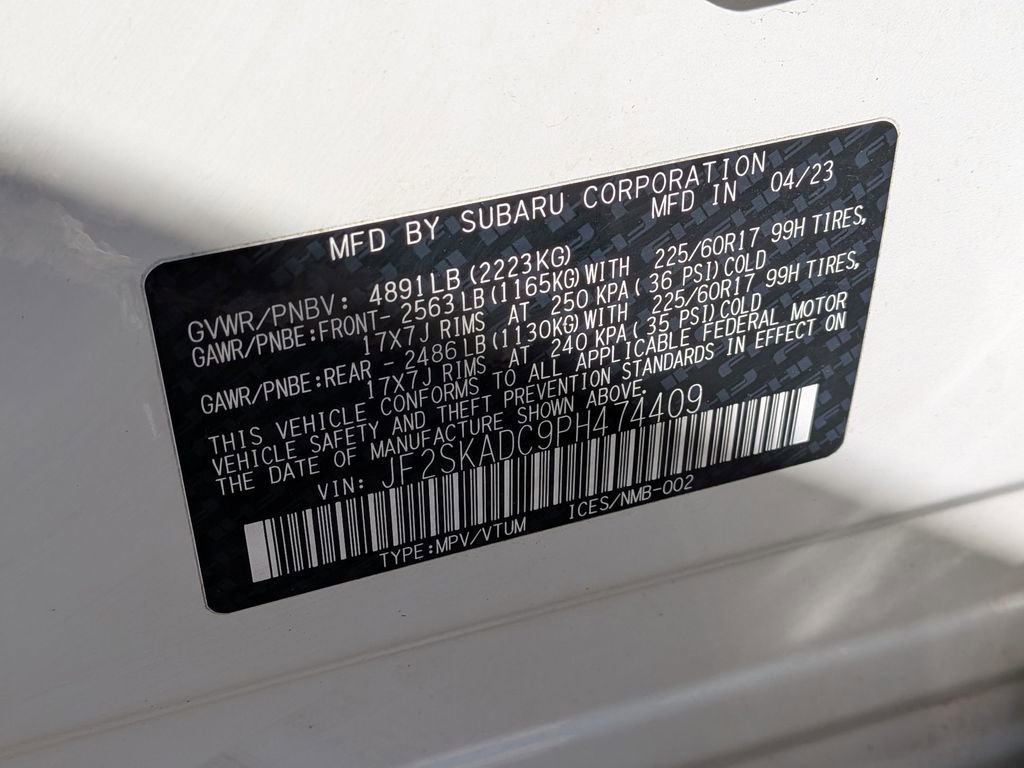 MFD BY SUBARU CORPORATION
MFD IN 04/23
GVWR/PNBV: 4891LB(2223KG)
GAWR/PNBE:FRONT- 2563LB(1165KG)WITH 225/60R17 99H TIRES,
17X7J RIMS AT 250 KPA( 36 PSI)COLD
GAWR/PNBE:REAR - 2486LB(1130KG)WITH 225/60R17 99H TIRES,
17X7J RIMS AT 240 KPA( 35 PSI)COLD
THIS VEHICLE CONFORMS TO ALL APPLICABLE FEDERAL MOTOR
VEHICLE SAFETY AND THEFT PREVENTION STANDARDS IN EFFECT ON
THE DATE OF MANUFACTURE SHOWN ABOVE.
VIN: JF2SKADC9PH474409
TYPE:MPV/VTUM ICES/NMB-002